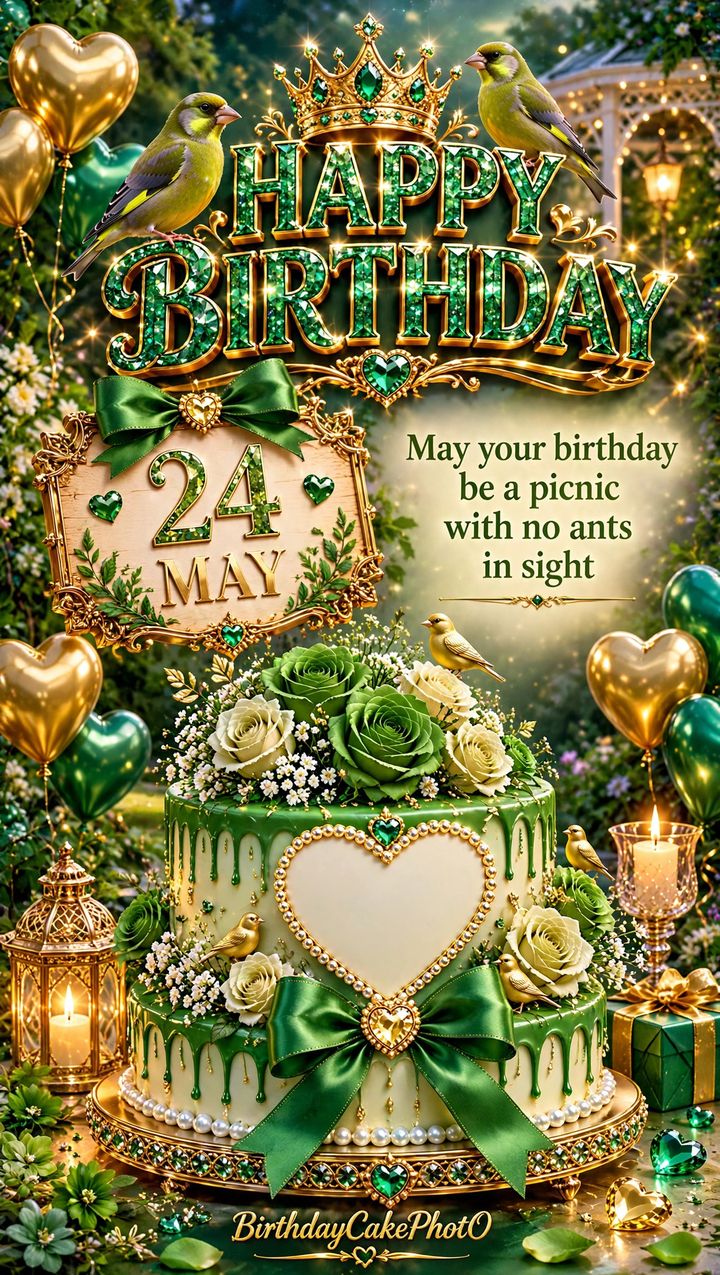 HAPPY
BIRTHDAY
24
MAY
May your birthday
be a picnic
with no ants
in sight
BirthdayCakePhotO